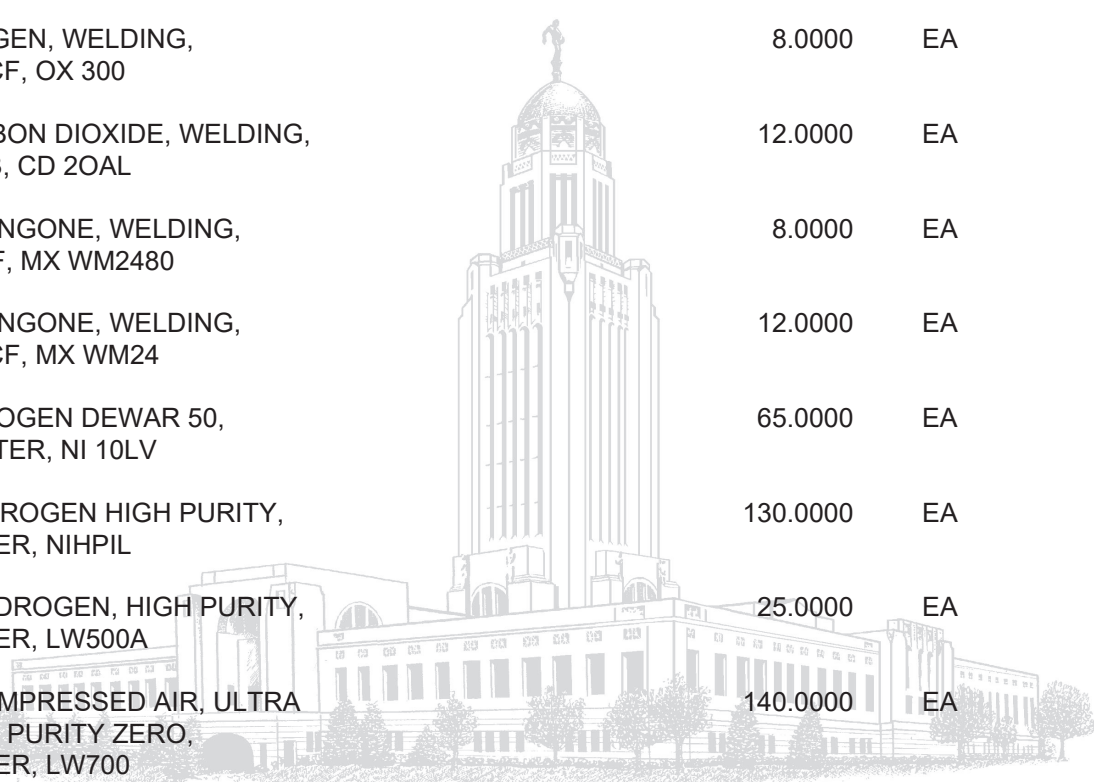 GEN, WELDING, 8.0000 EA
CF, OX 300
BON DIOXIDE, WELDING, 12.0000 EA
, CD 2OAL
NGONE, WELDING, 8.0000 EA
F, MX WM2480
NGONE, WELDING, 12.0000 EA
CF, MX WM24
OGEN DEWAR 50, 65.0000 EA
TER, NI 10LV
ROGEN HIGH PURITY, 130.0000 EA
ER, NIHPIL
DROGEN, HIGH PURITY, 25.0000 EA
ER, LW500A
MPRESSED AIR, ULTRA 140.0000 EA
PURITY ZERO,
ER, LW700